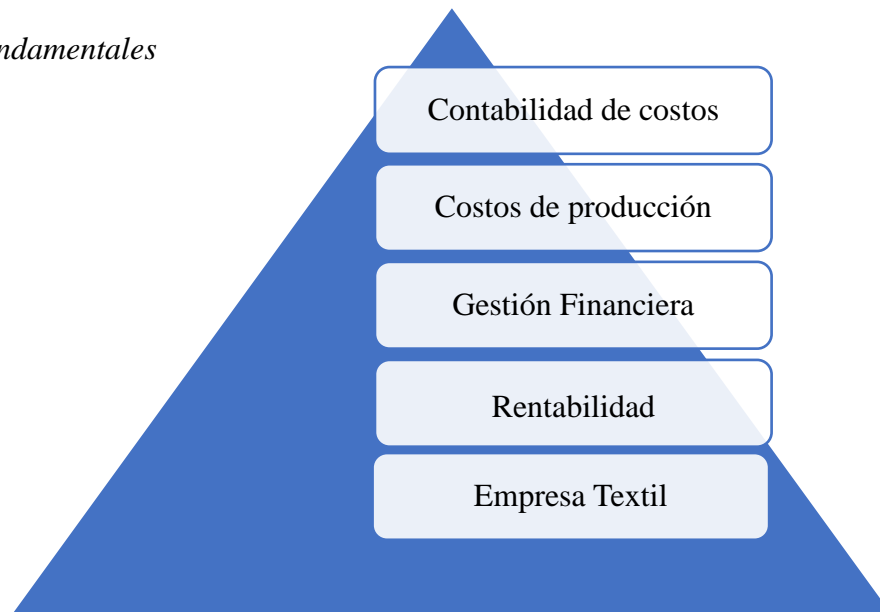 ndamentales
Contabilidad de costos
Costos de producción
Gestión Financiera
Rentabilidad
Empresa Textil